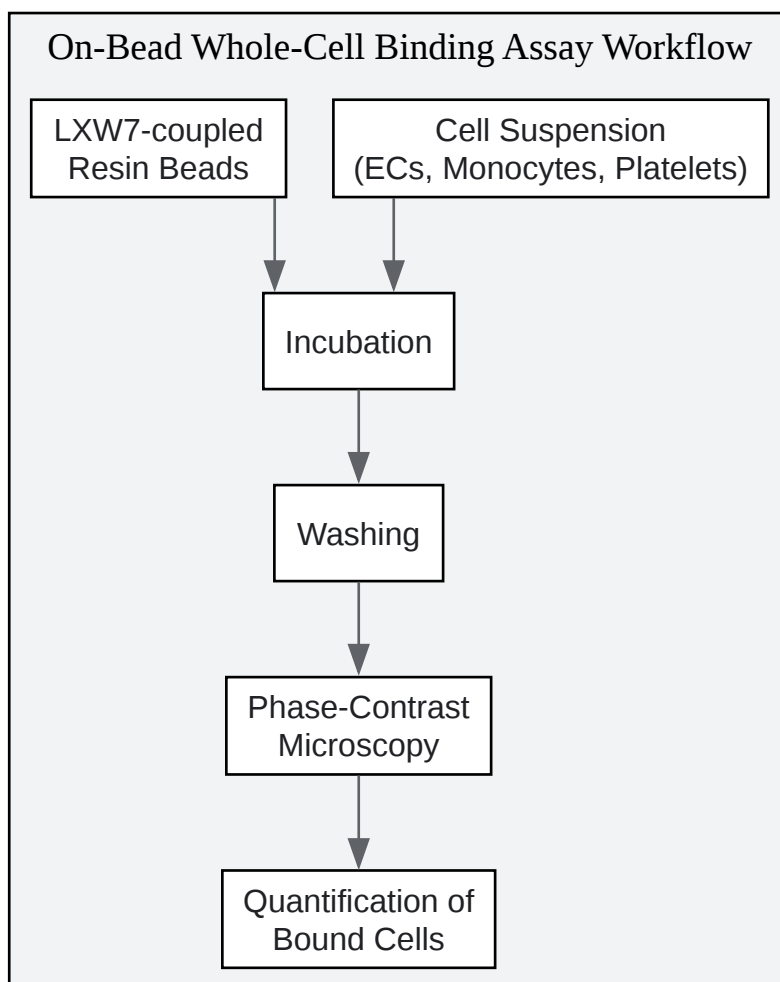 On-Bead Whole-Cell Binding Assay Workflow
LXW7-coupled
Resin Beads
Cell Suspension
(ECs, Monocytes, Platelets)
Incubation
Washing
Phase-Contrast
Microscopy
Quantification of
Bound Cells